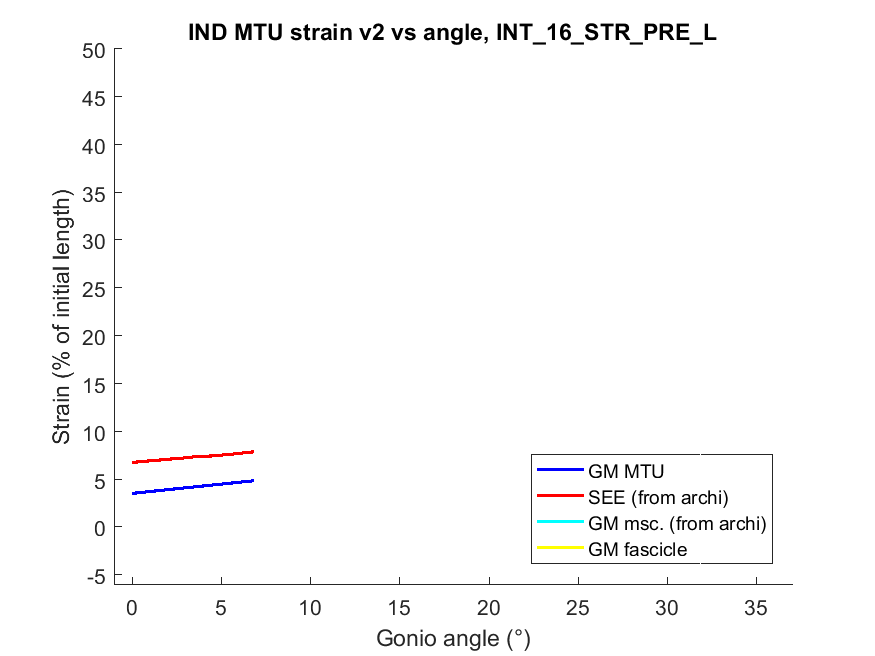 IND MTU strain v2 vs angle, INT_16_STR_PRE_L
50
45
40
35
30
25
20
15
10
5
0
-5
Strain (% of initial length)
GM MTU
SEE (from archi)
GM msc. (from archi)
GM fascicle
0 5 10 15 20 25 30 35
Gonio angle (°)